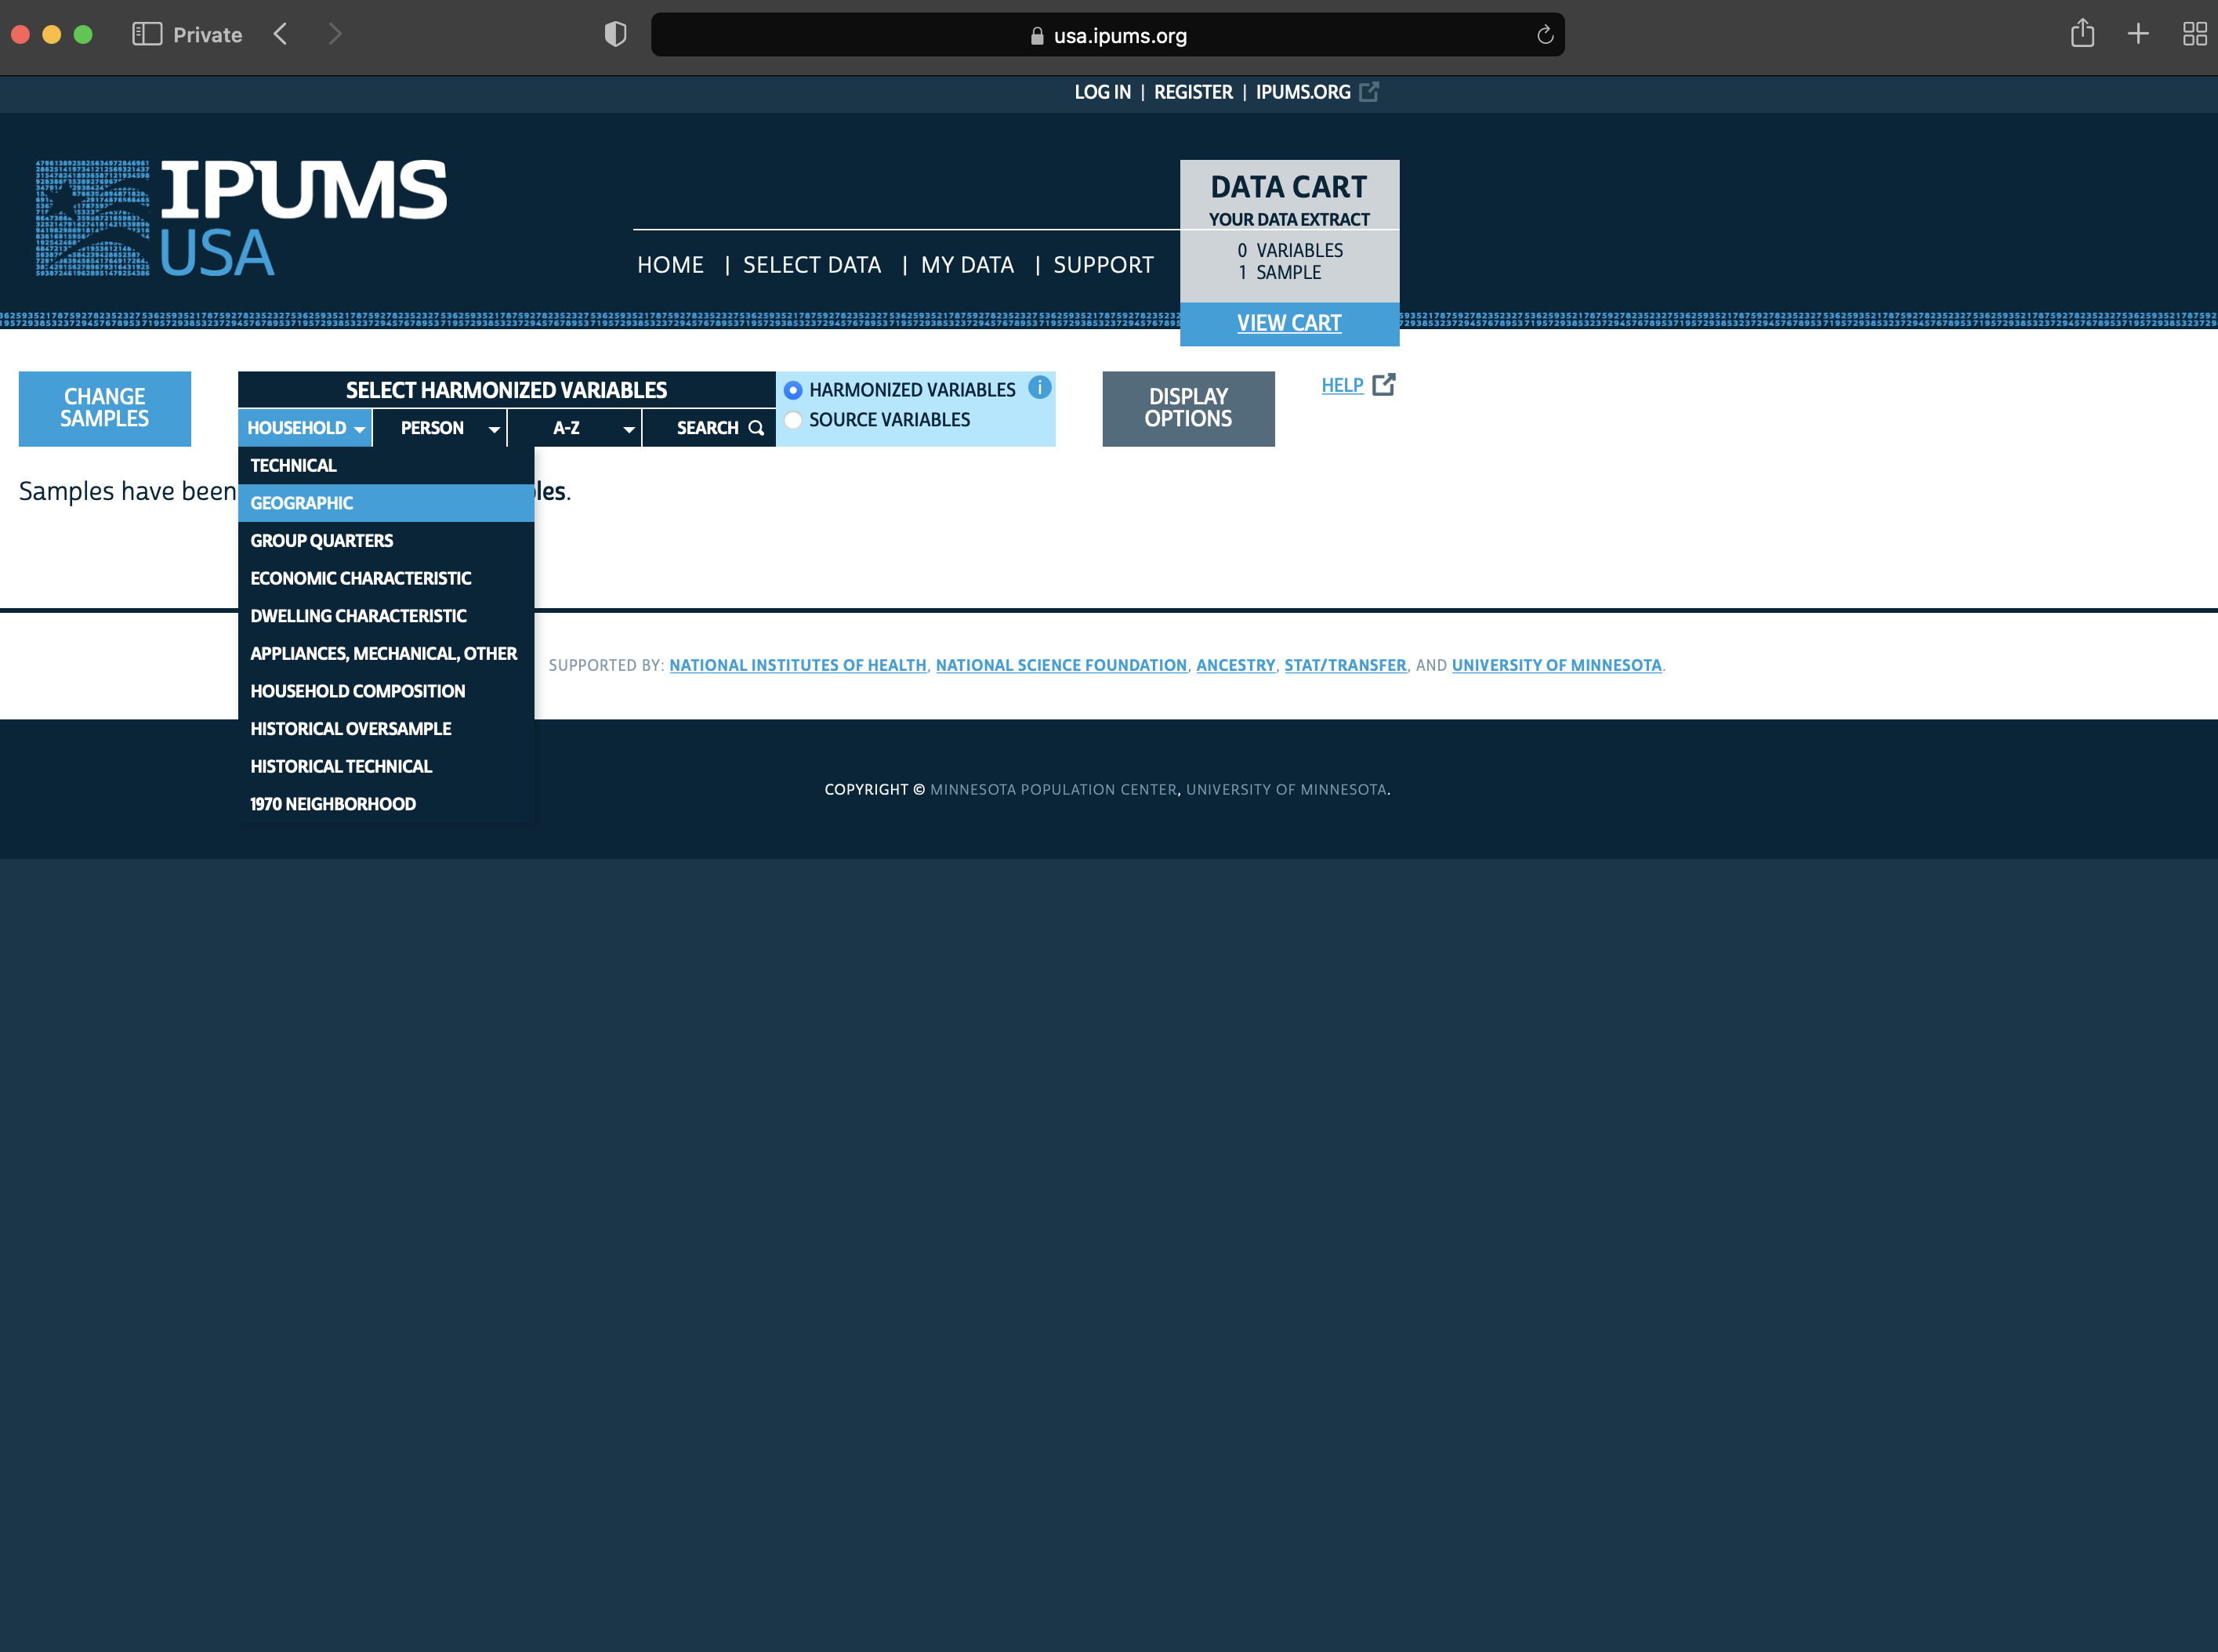 Private
usa.ipums.org
LOG IN | REGISTER | IPUMS.ORG
IPUMS
USA
DATA CART
YOUR DATA EXTRACT
0 VARIABLES
1 SAMPLE
VIEW CART
HOME | SELECT DATA | MY DATA | SUPPORT
CHANGE
SAMPLES
SELECT HARMONIZED VARIABLES
HOUSEHOLD PERSON A-Z SEARCH
HARMONIZED VARIABLES i
SOURCE VARIABLES
DISPLAY
OPTIONS
HELP
TECHNICAL
Samples have been les.
GEOGRAPHIC
GROUP QUARTERS
ECONOMIC CHARACTERISTIC
DWELLING CHARACTERISTIC
APPLIANCES, MECHANICAL, OTHER
HOUSEHOLD COMPOSITION
HISTORICAL OVERSAMPLE
HISTORICAL TECHNICAL
1970 NEIGHBORHOOD
SUPPORTED BY: NATIONAL INSTITUTES OF HEALTH, NATIONAL SCIENCE FOUNDATION, ANCESTRY, STAT/TRANSFER, AND UNIVERSITY OF MINNESOTA.
COPYRIGHT © MINNESOTA POPULATION CENTER, UNIVERSITY OF MINNESOTA.